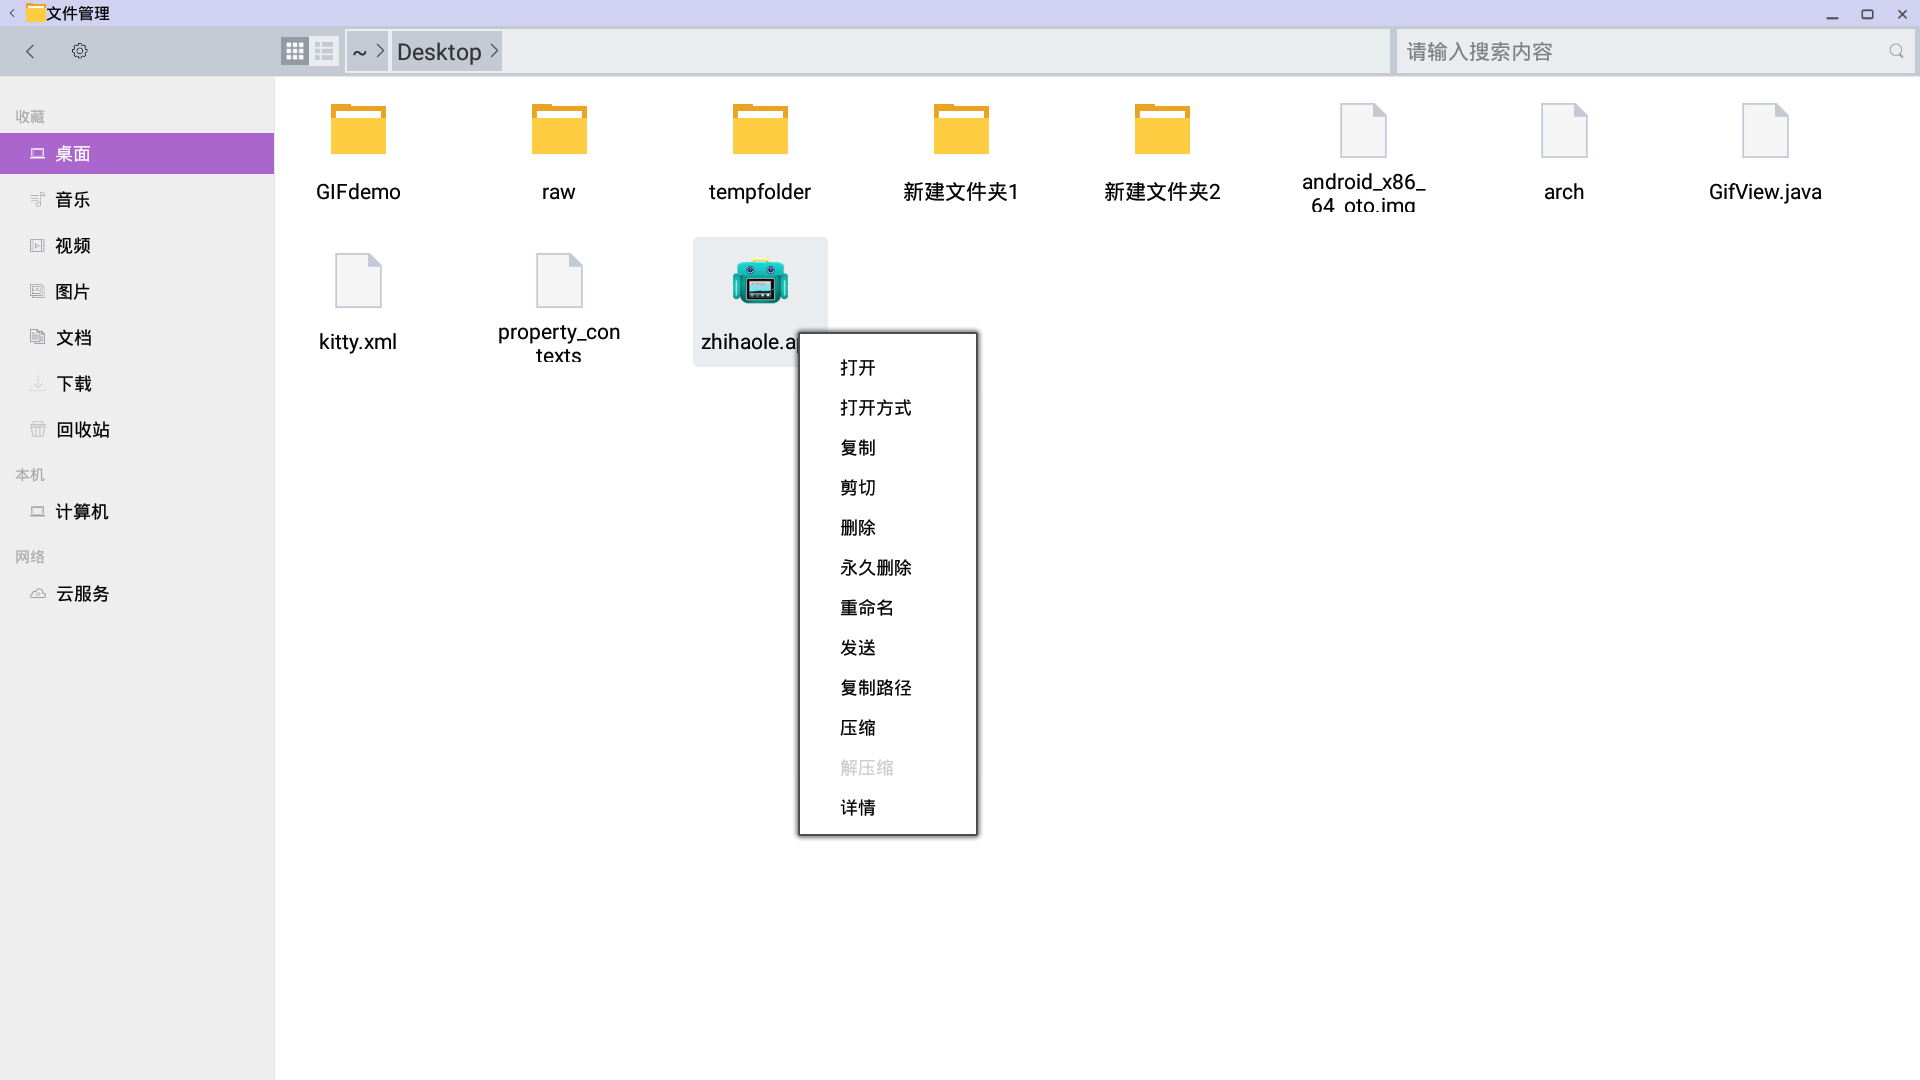 文件管理
~
Desktop
请输入搜索内容
收藏
桌面
音乐
视频
图片
文档
下载
回收站
本机
计算机
网络
云服务
GIFdemo
raw
tempfolder
新建文件夹1
新建文件夹2
android_x86_
64_oto.img
arch
GifView.java
kitty.xml
property_con
texts
zhihaole.a
打开
打开方式
复制
剪切
删除
永久删除
重命名
发送
复制路径
压缩
解压缩
详情